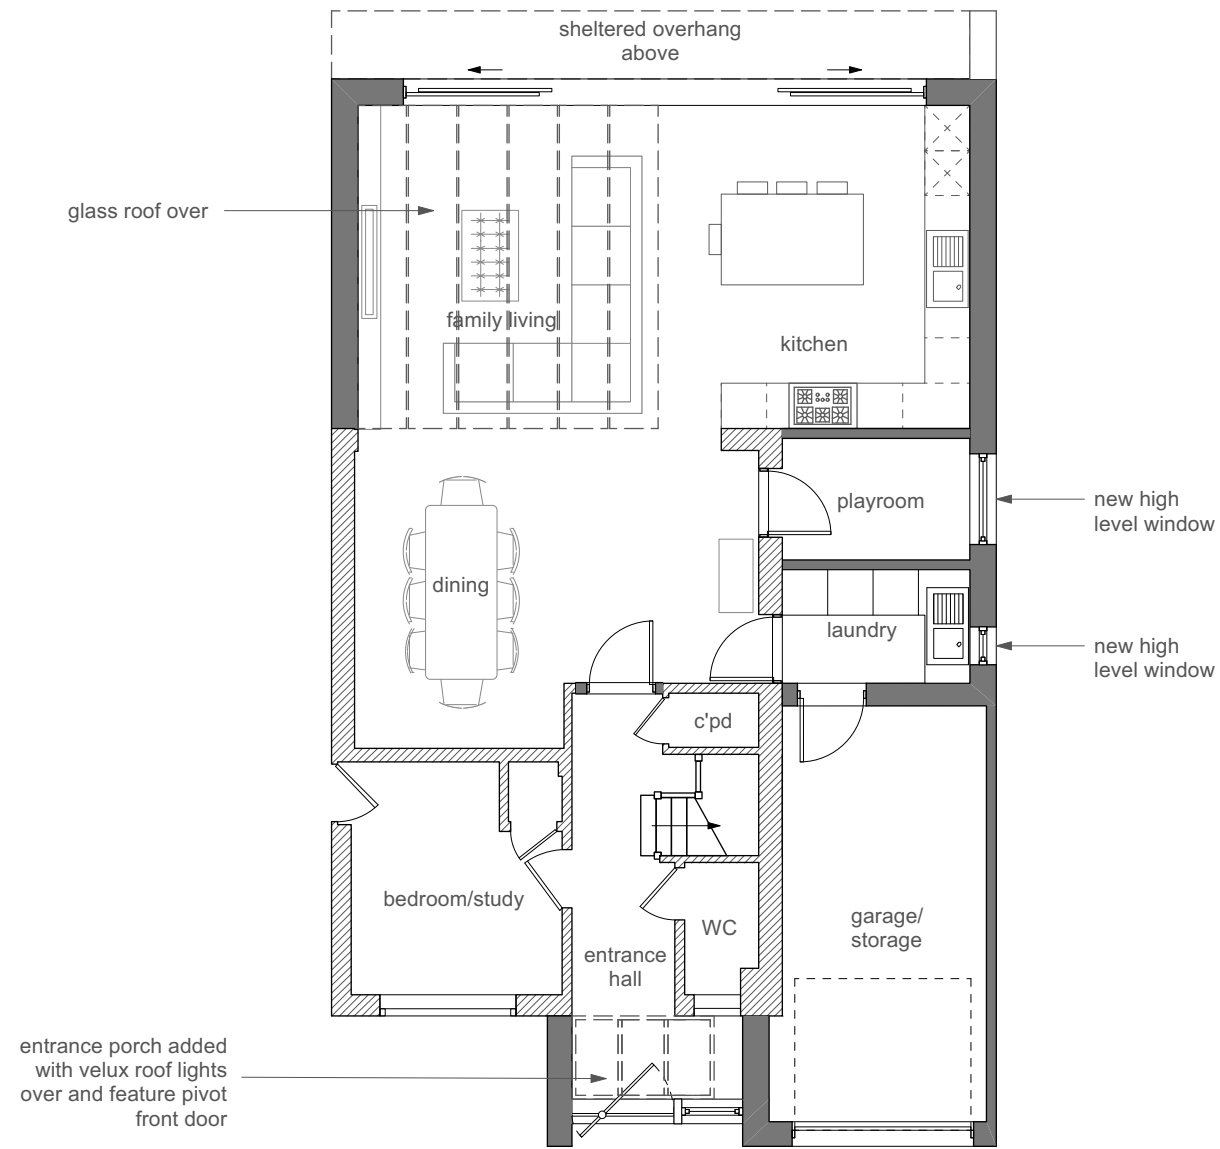 sheltered overhang
above
glass roof over
family living
kitchen
playroom
new high
level window
dining
laundry
new high
level window
c'pd
bedroom/study
WC
garage/
storage
entrance
hall
entrance porch added
with velux roof lights
over and feature pivot
front door